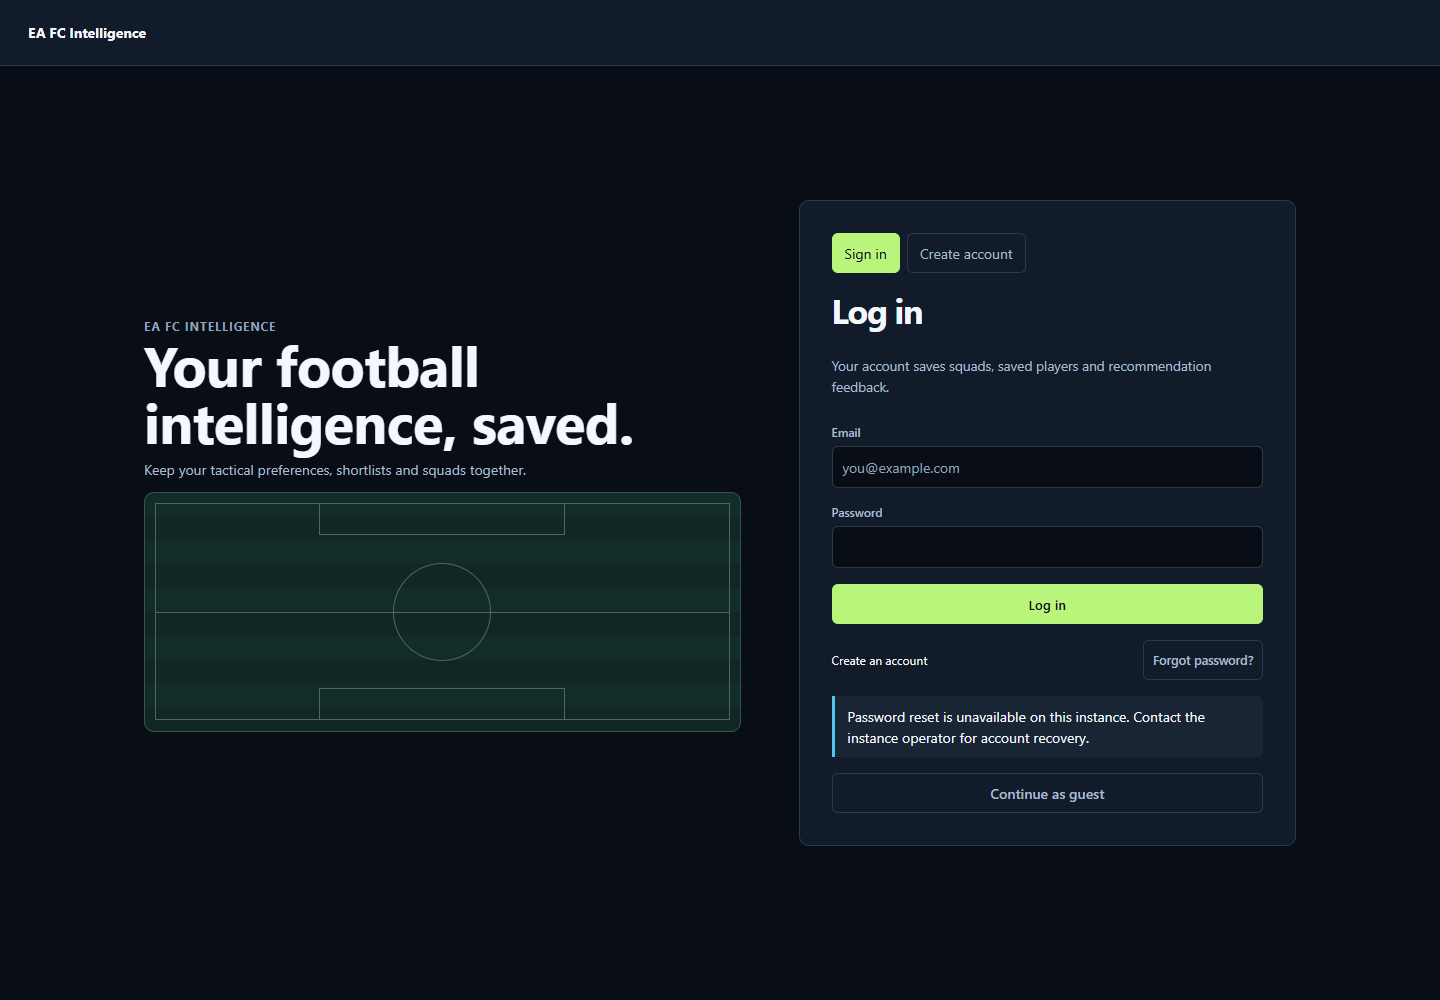 EA FC Intelligence
EA FC INTELLIGENCE
Your football
intelligence, saved.
Keep your tactical preferences, shortlists and squads together.
Sign in
Create account
Log in
Your account saves squads, saved players and recommendation
feedback.
Email
you@example.com
Password
Log in
Create an account
Forgot password?
Password reset is unavailable on this instance. Contact the
instance operator for account recovery.
Continue as guest